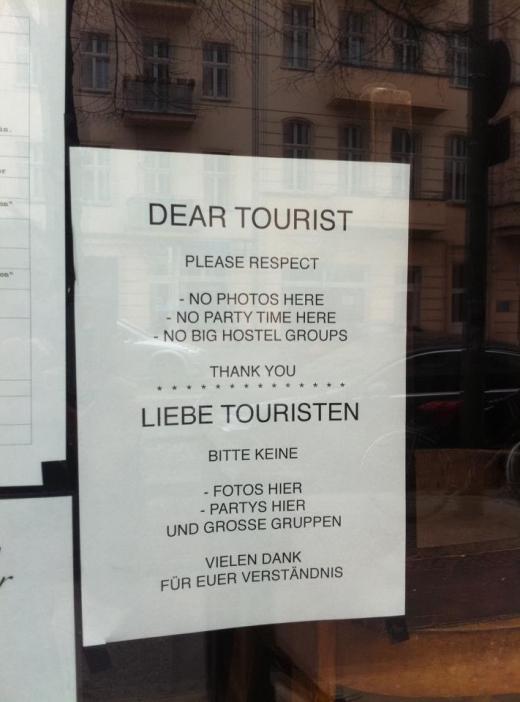 DEAR TOURIST
PLEASE RESPECT
- NO PHOTOS HERE
- NO PARTY TIME HERE
- NO BIG HOSTEL GROUPS
THANK YOU
* * * * * * * * * * * * * *
LIEBE TOURISTEN
BITTE KEINE
- FOTOS HIER
- PARTYS HIER
UND GROSSE GRUPPEN
VIELEN DANK
FÜR EUER VERSTÄNDNIS